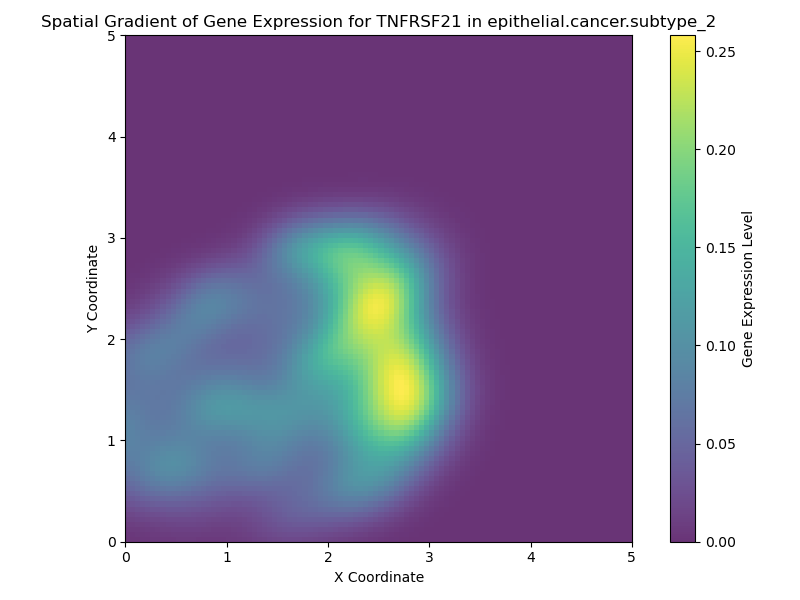 Spatial Gradient of Gene Expression for TNFRSF21 in epithelial.cancer.subtype_2
5
4
3
2
1
0
Y Coordinate
0 1 2 3 4 5
X Coordinate
0.25
0.20
0.15
0.10
0.05
0.00
Gene Expression Level